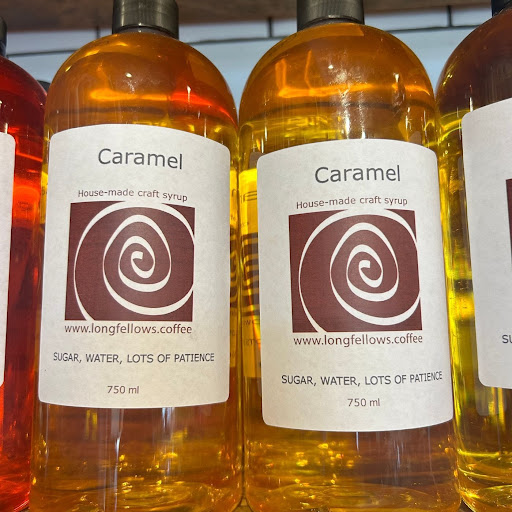 Caramel
House-made craft syrup
www.longfellows.coffee
SUGAR, WATER, LOTS OF PATIENCE
750 ml
Caramel
House-made craft syrup
www.longfellows.coffee
SUGAR, WATER, LOTS OF PATIENCE
750 ml